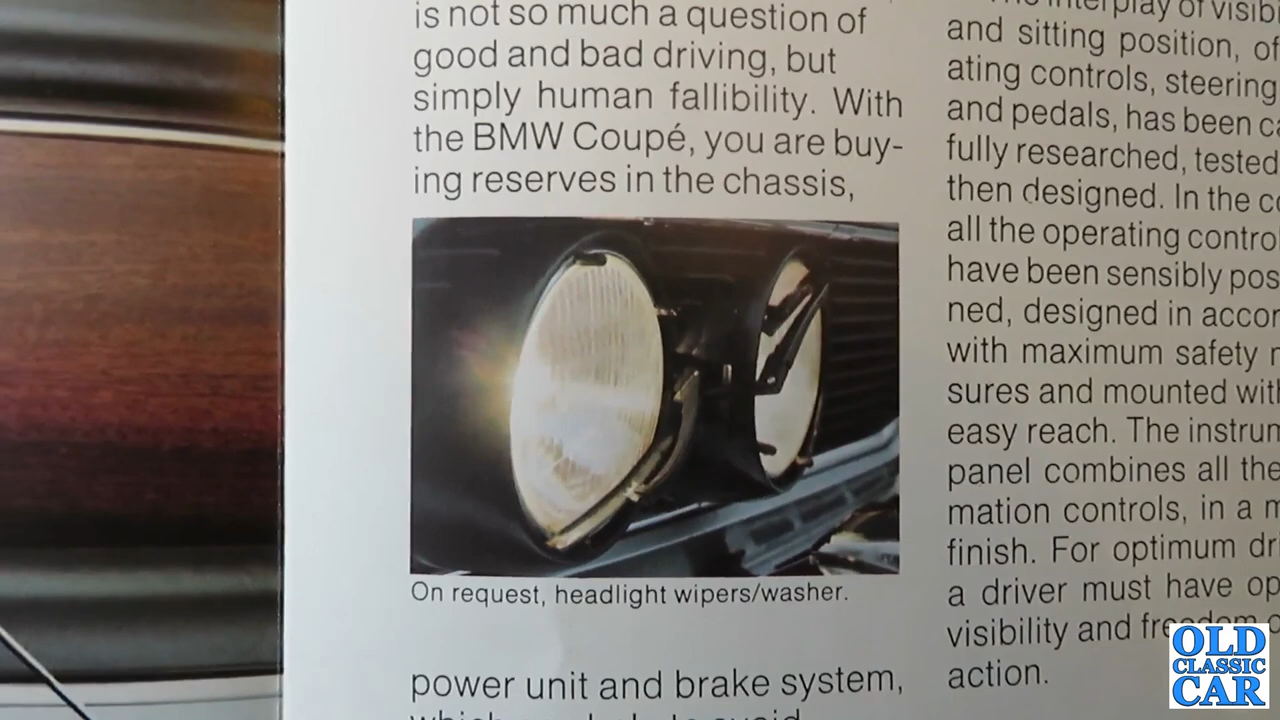 is not so much a question of
good and bad driving, but
simply human fallibility. With
the BMW Coupé, you are buy-
ing reserves in the chassis,
On request, headlight wipers/washer.
power unit and brake system,
and sitting position, of
ating controls, steering
and pedals, has been
fully researched, tested
then designed. In the
all the operating
have been sensibly
ned, designed in
with maximum safety
sures and mounted
easy reach. The
panel combines all the
mation controls, in a
finish. For optimum
a driver must have
visibility and
action.
OLD
CLASSIC
CAR